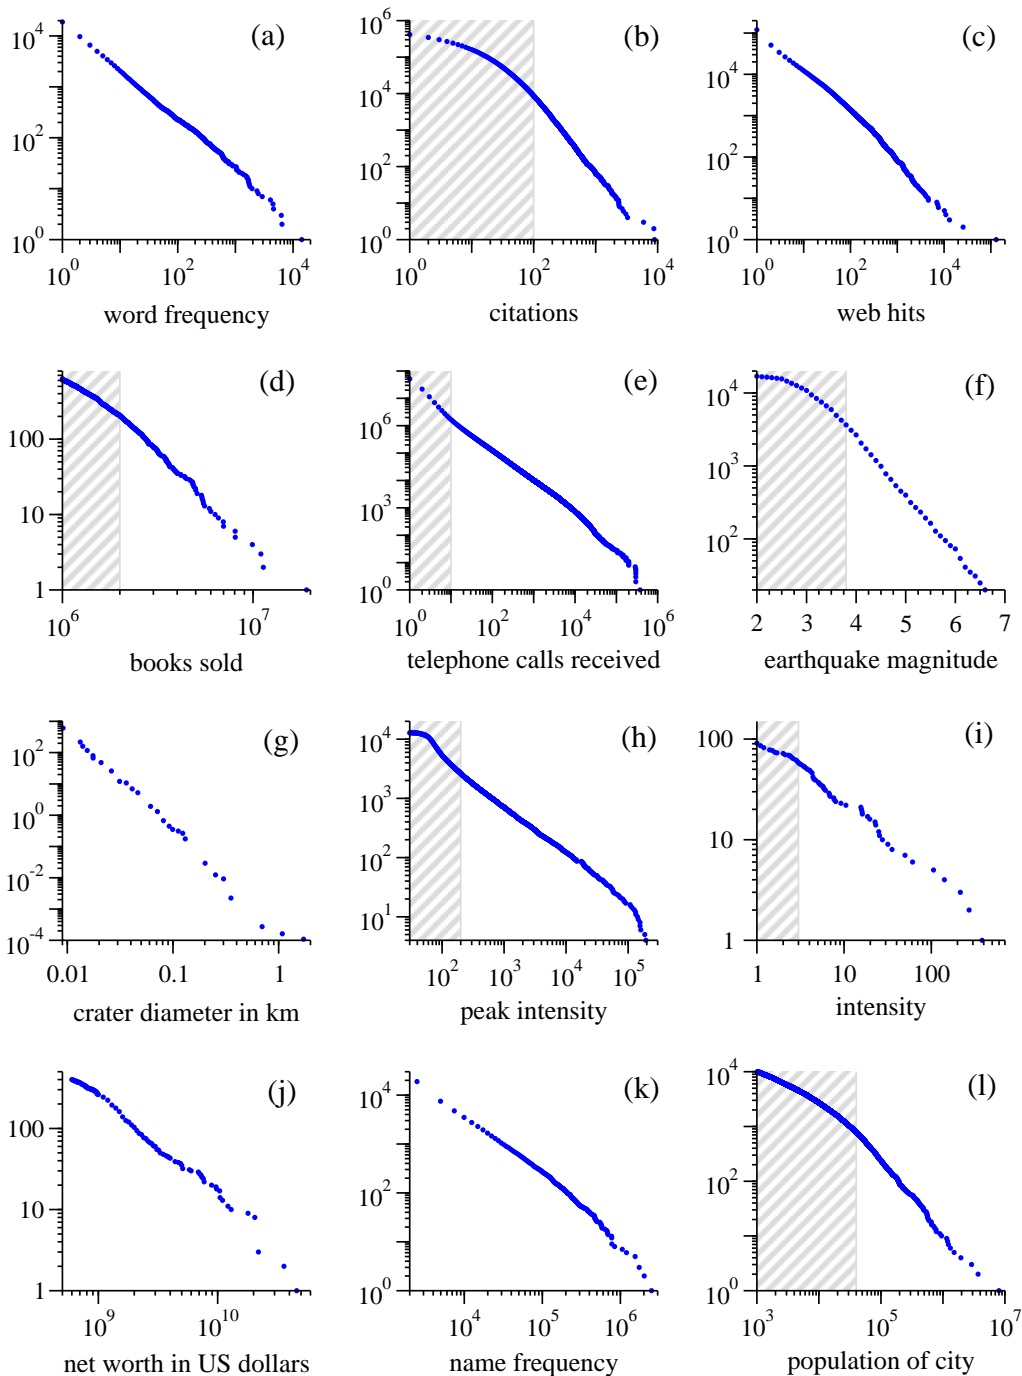 (a)
10^4
10^2
10^0
10^0 10^2 10^4
word frequency
(b)
10^6
10^4
10^2
10^0
10^0 10^2 10^4
citations
(c)
10^4
10^2
10^0
10^0 10^2 10^4
web hits
(d)
100
10
1
10^6 10^7
books sold
(e)
10^6
10^3
10^0
10^0 10^2 10^4 10^6
telephone calls received
(f)
10^4
10^3
10^2
2 3 4 5 6 7
earthquake magnitude
(g)
10^2
10^0
10^-2
10^-4
0.01 0.1 1
crater diameter in km
(h)
10^4
10^3
10^2
10^1
10^2 10^3 10^4 10^5
peak intensity
(i)
100
10
1
1 10 100
intensity
(j)
100
10
1
10^9 10^10
net worth in US dollars
(k)
10^4
10^2
10^0
10^4 10^5 10^6
name frequency
(l)
10^4
10^2
10^0
10^3 10^5 10^7
population of city